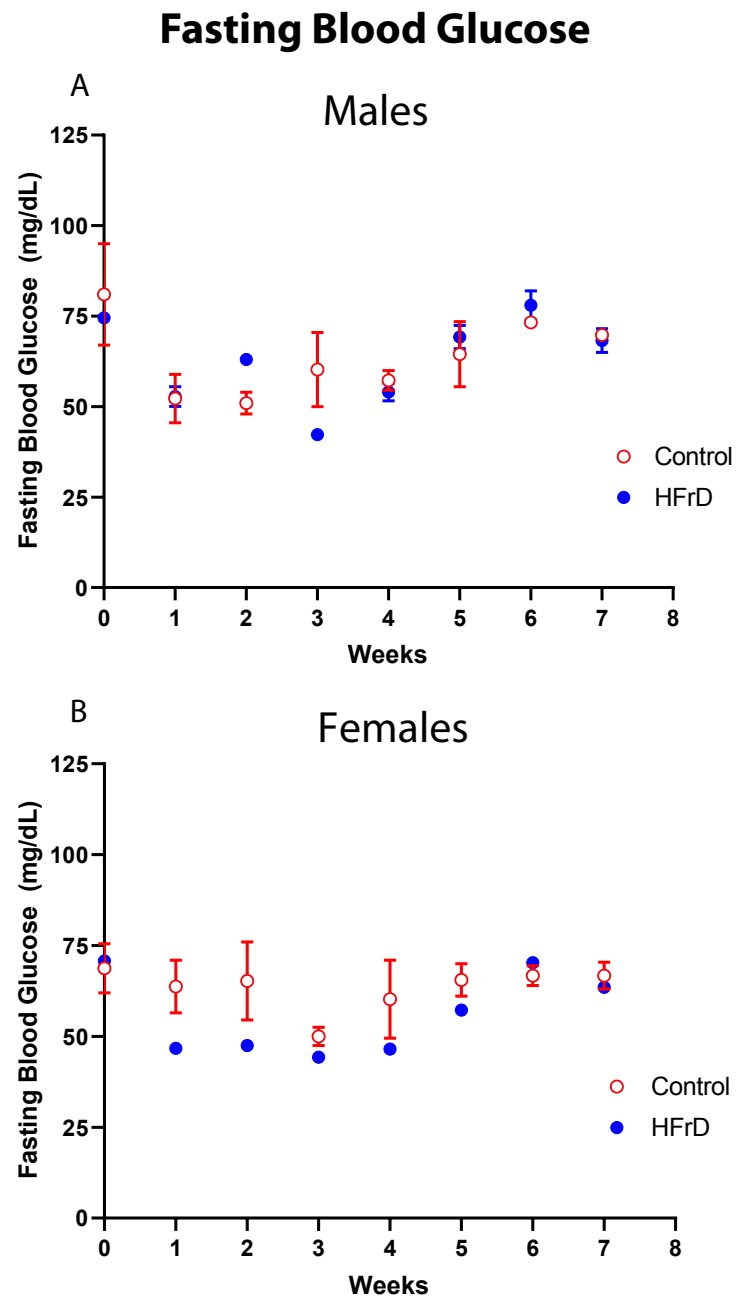 Fasting Blood Glucose
A
Males
Fasting Blood Glucose (mg/dL)
125
100
75
50
25
0
0 1 2 3 4 5 6 7 8
Weeks
Control
HFrD
B
Females
Fasting Blood Glucose (mg/dL)
125
100
75
50
25
0
0 1 2 3 4 5 6 7 8
Weeks
Control
HFrD